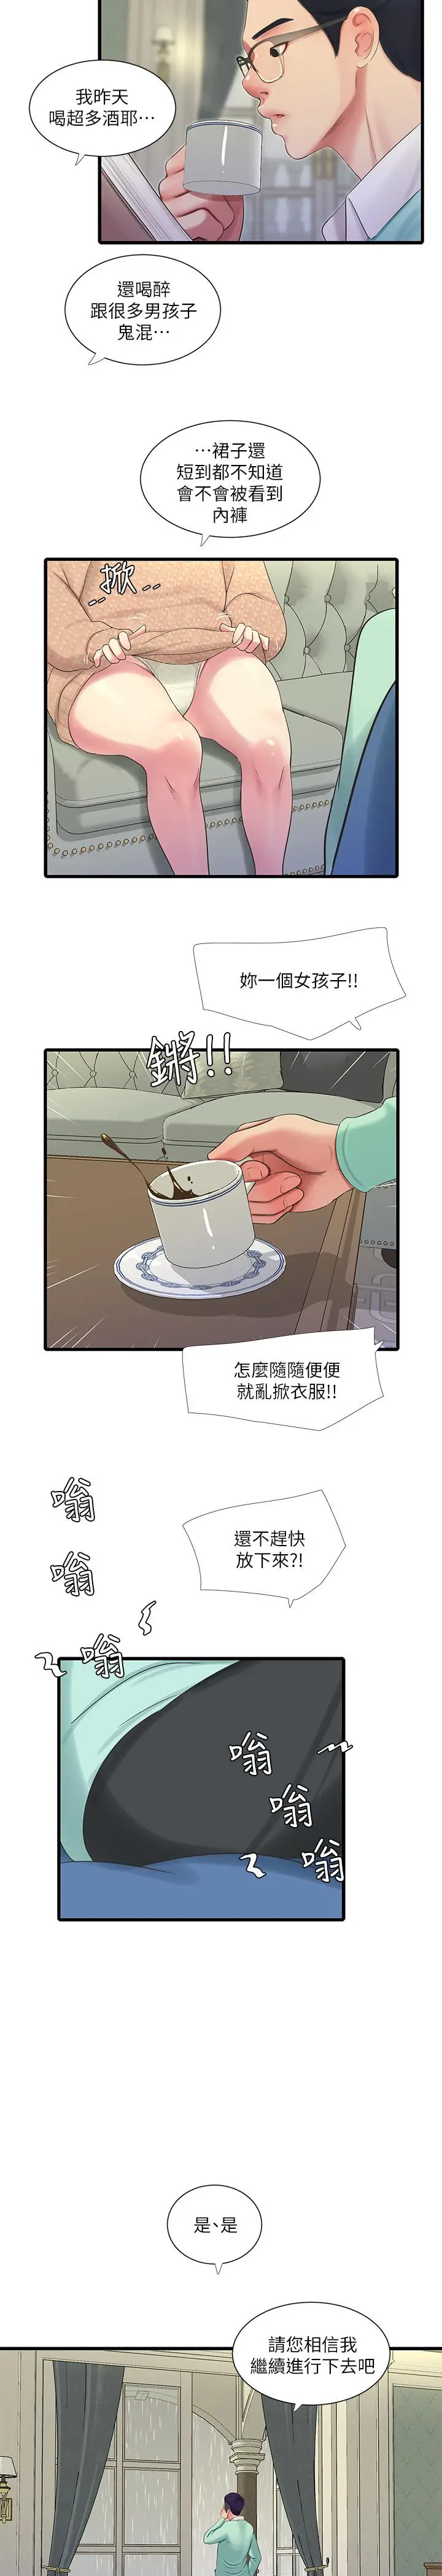 我昨天
喝超多酒耶…
還喝醉
跟很多男孩子
鬼混…
…裙子還
短到都不知道
會不會被看到
內褲
掀
妳一個女孩子!!
鏘!!
怎麼隨隨便便
就亂掀衣服!!
還不趕快
放下來?!
嗡
嗡
嗡
嗡
嗡
嗡
是、是
請您相信我
繼續進行下去吧